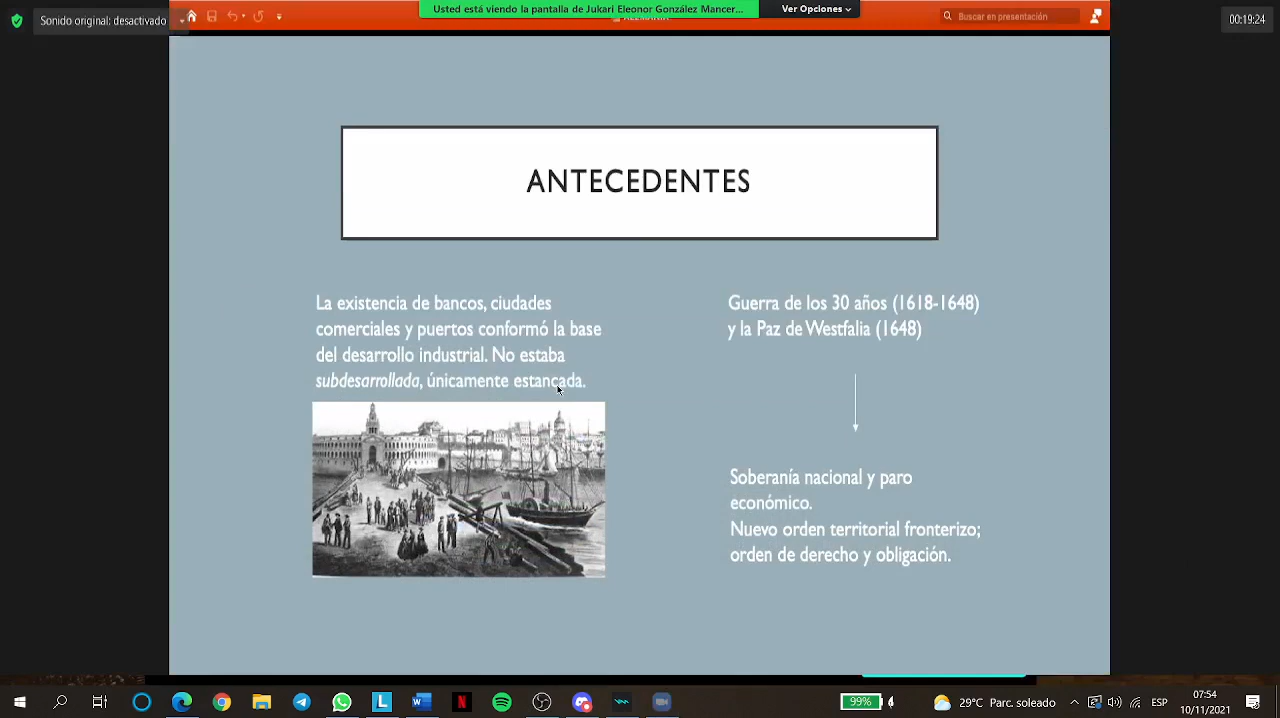 Sonido original: desactivado
Usted está viendo la pantalla de Jukari Eleonor González Mancer...
Ver Opciones
Buscar en presentación
00:19:24
ANTECEDENTES
La existencia de bancos, ciudades
comerciales y puertos conformó la base
del desarrollo industrial. No estaba
subdesarrollada, únicamente estancada.
Guerra de los 30 años (1618-1648)
y la Paz de Westfalia (1648)
Soberanía nacional y paro
económico.
Nuevo orden territorial fronterizo;
orden de derecho y obligación.
99%
29°C Parc. soleado
ESP
07:54
10/11/2021